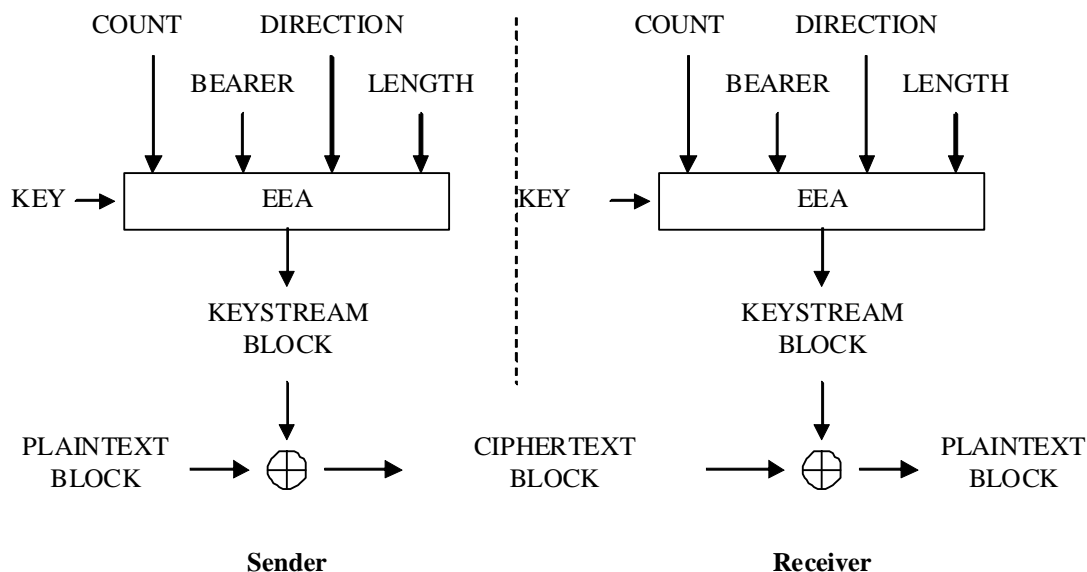 COUNT DIRECTION
BEARER LENGTH
KEY EEA
KEYSTREAM
BLOCK
PLAINTEXT
BLOCK
Sender
COUNT DIRECTION
BEARER LENGTH
KEY EEA
KEYSTREAM
BLOCK
CIPHERTEXT
BLOCK
PLAINTEXT
BLOCK
Receiver